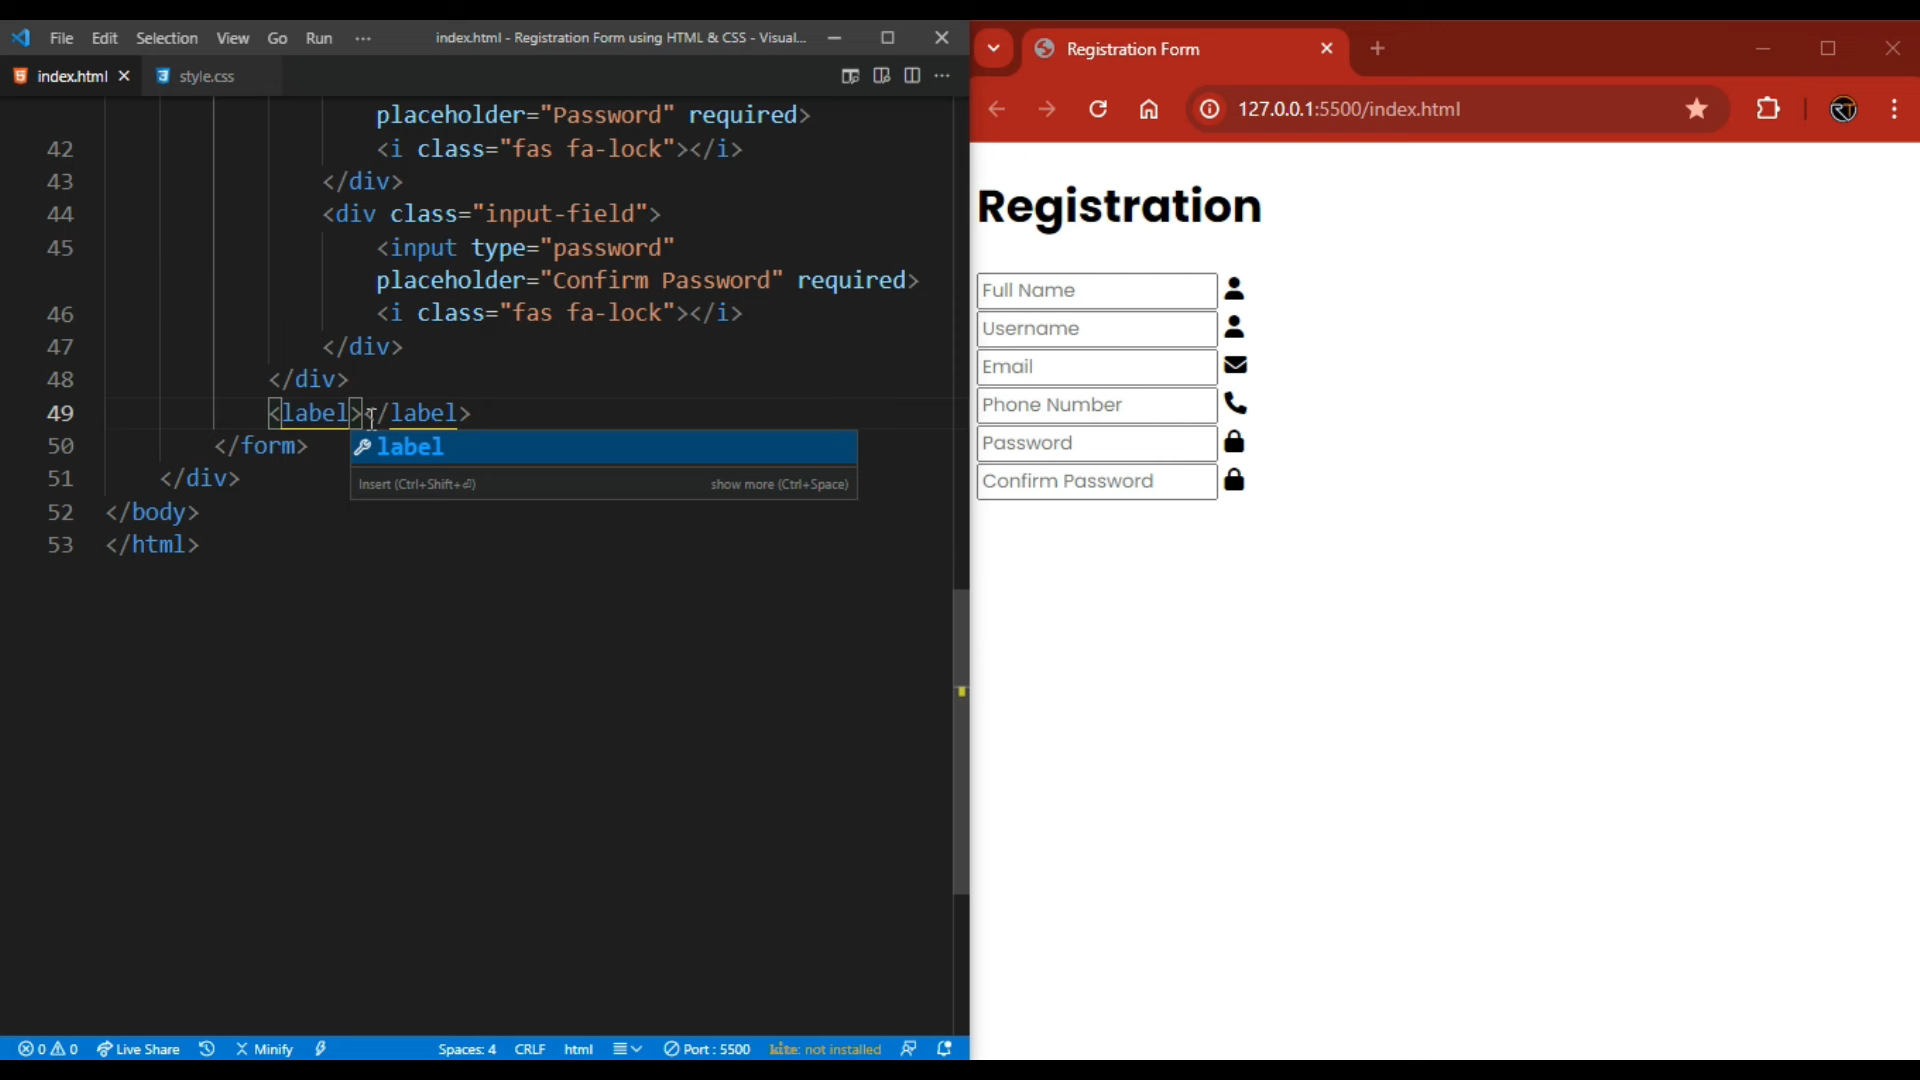 File Edit Selection View Go Run ··· index.html - Registration Form using HTML & CSS - Visual...
index.html style.css
placeholder="Password" required>
42 <i class="fas fa-lock"></i>
43 </div>
44 <div class="input-field">
45 <input type="password"
placeholder="Confirm Password" required>
46 <i class="fas fa-lock"></i>
47 </div>
48 </div>
49 <label></label>
50 </form>
label
Insert (Ctrl+Shift+⏎) show more (Ctrl+Space)
51 </div>
52 </body>
53 </html>
0 0 Live Share Minify Spaces: 4 CRLF html Port : 5500 kite: not installed
Registration Form
127.0.0.1:5500/index.html
RT
Registration
Full Name
Username
Email
Phone Number
Password
Confirm Password